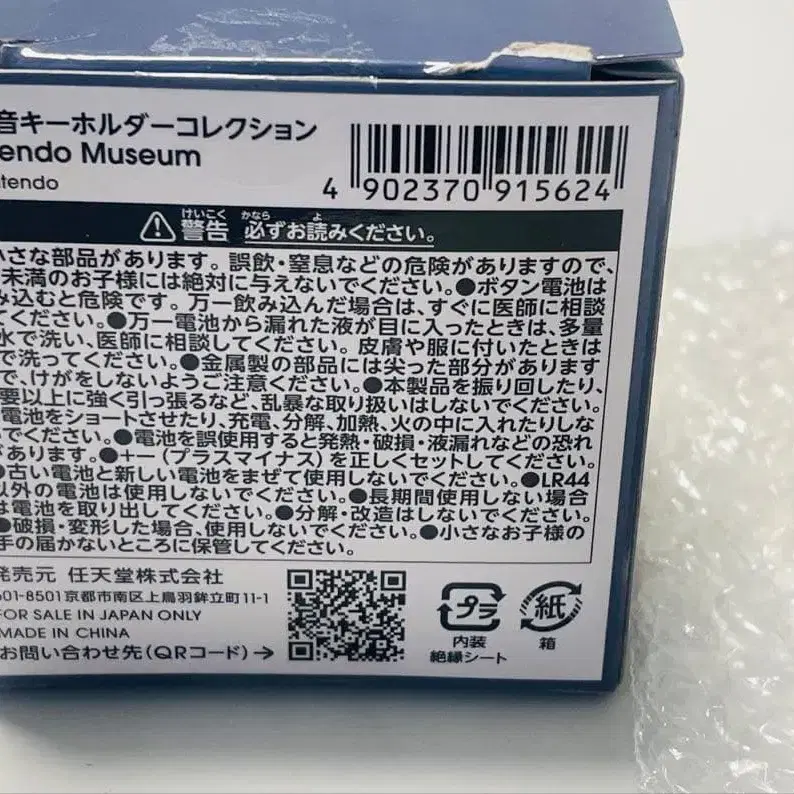 音キーホルダーコレクション
endo Museum
tendo
4 902370 915624
けいこく かなら よ
警告 必ずお読みください。
小さな部品があります。誤飲・窒息などの危険がありますので、
未満のお子様には絶対に与えないでください。●ボタン電池は
み込むと危険です。万一飲み込んだ場合は、すぐに医師に相談
てください。●万一電池から漏れた液が目に入ったときは、多量
水で洗い、医師に相談してください。皮膚や服に付いたときは
で洗ってください。●金属製の部品には尖った部分があります
で、けがをしないようご注意ください。●本製品を振り回したり、
要以上に強く引っ張るなど、乱暴な取り扱いはしないでください。
電池をショートさせたり、充電、分解、加熱、火の中に入れたりしな
でください。●電池を誤使用すると発熱・破損・液漏れなどの恐れ
があります。●+−(プラスマイナス)を正しくセットしてください。
●古い電池と新しい電池をまぜて使用しないでください。●LR44
以外の電池は使用しないでください。●長期間使用しない場合
は電池を取り出してください。●分解・改造はしないでください。
●破損・変形した場合、使用しないでください。●小さなお子様の
手の届かないところに保管してください。
発売元 任天堂株式会社
601-8501 京都市南区上鳥羽鉾立町11-1
FOR SALE IN JAPAN ONLY
MADE IN CHINA
お問い合わせ先(QRコード)→
プラ
内装
絶縁シート
紙
箱